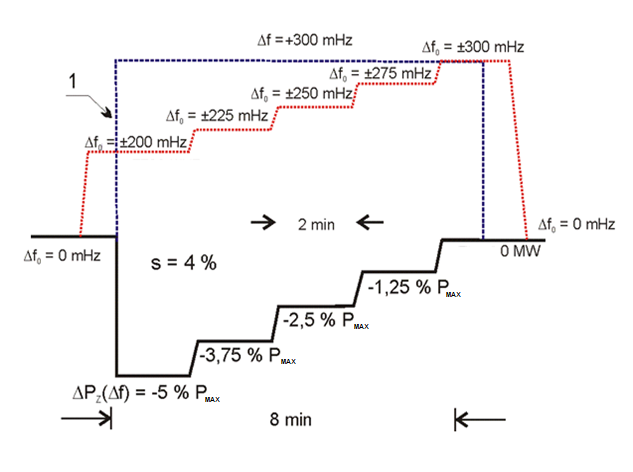 Δf =+300 mHz
Δf₀ = ±300 mHz
Δf₀ = ±275 mHz
1
Δf₀ = ±250 mHz
Δf₀ = ±225 mHz
Δf₀ = ±200 mHz
2 min
Δf₀ = 0 mHz
Δf₀ = 0 mHz
0 MW
s = 4 %
-1,25 % PMAX
-2,5 % PMAX
-3,75 % PMAX
ΔPZ(Δf) = -5 % PMAX
8 min